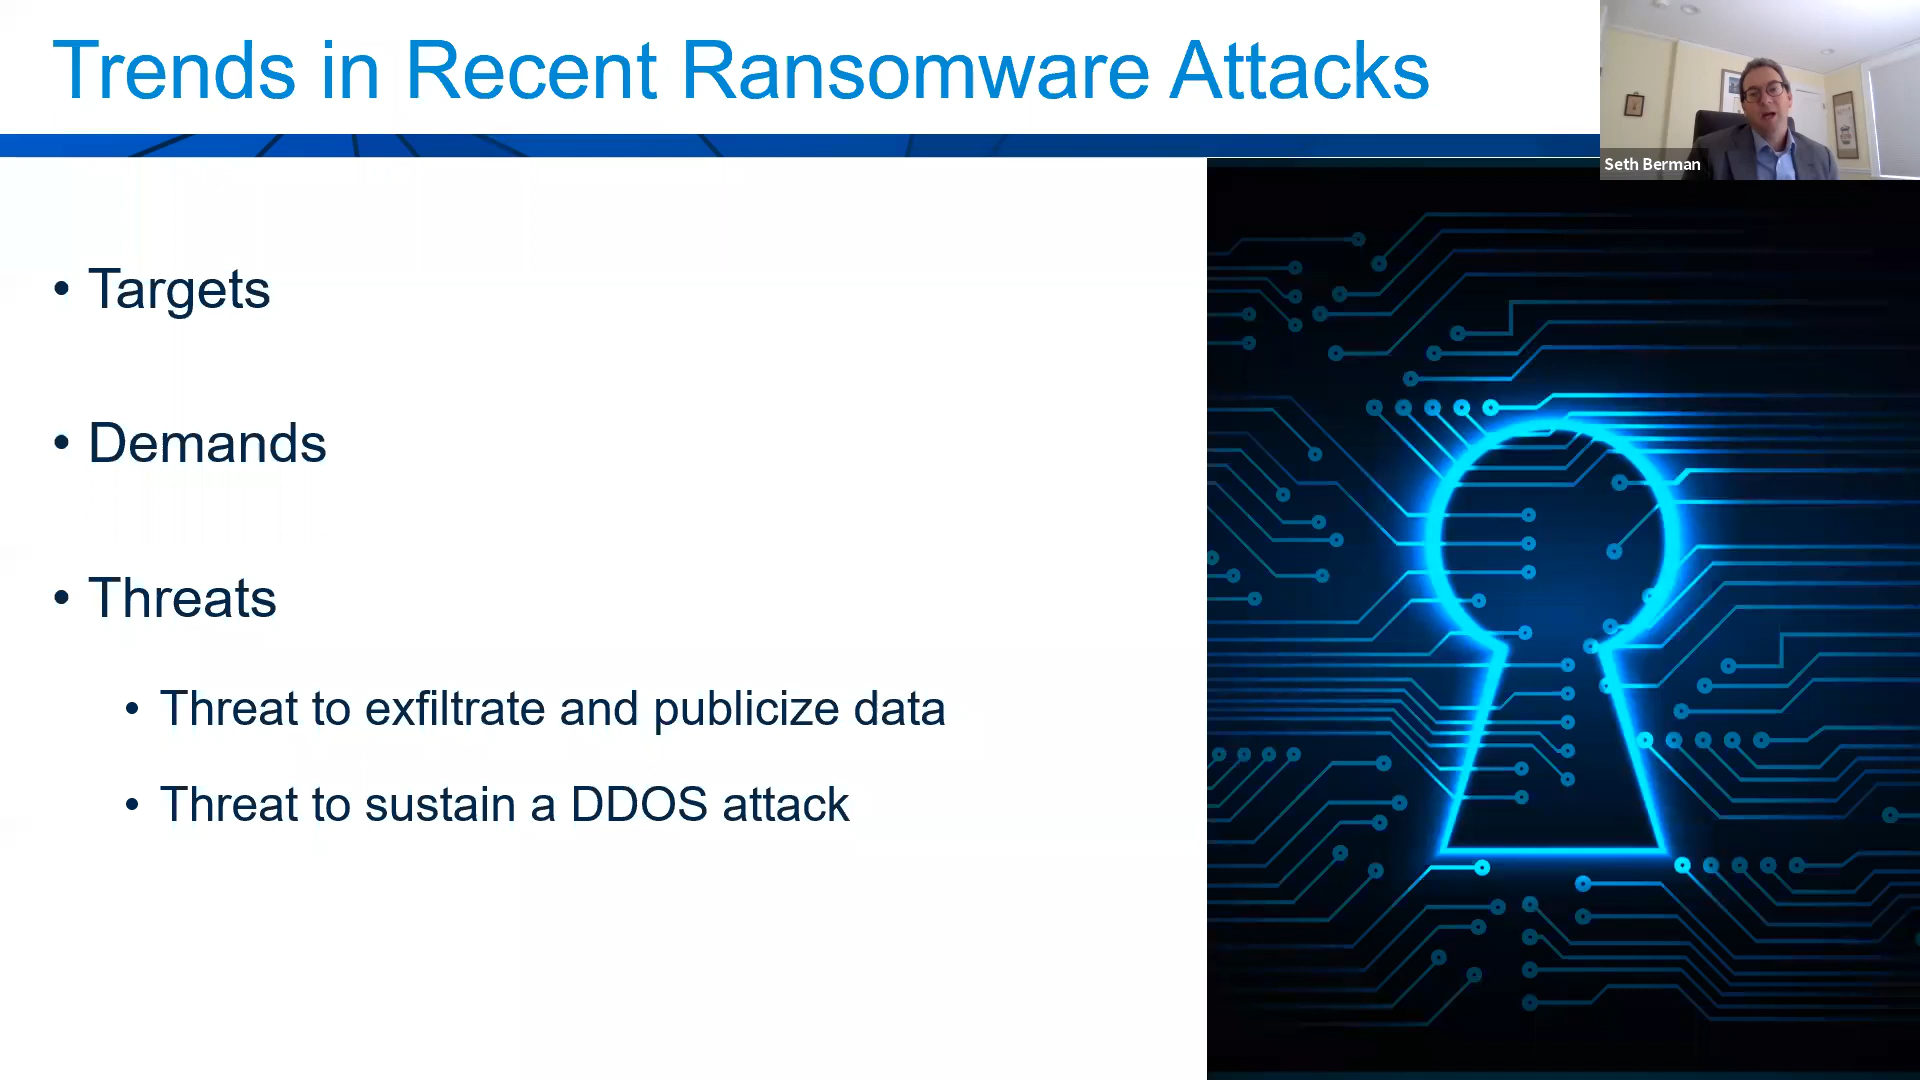 Trends in Recent Ransomware Attacks
Seth Berman
• Targets
• Demands
• Threats
• Threat to exfiltrate and publicize data
• Threat to sustain a DDOS attack